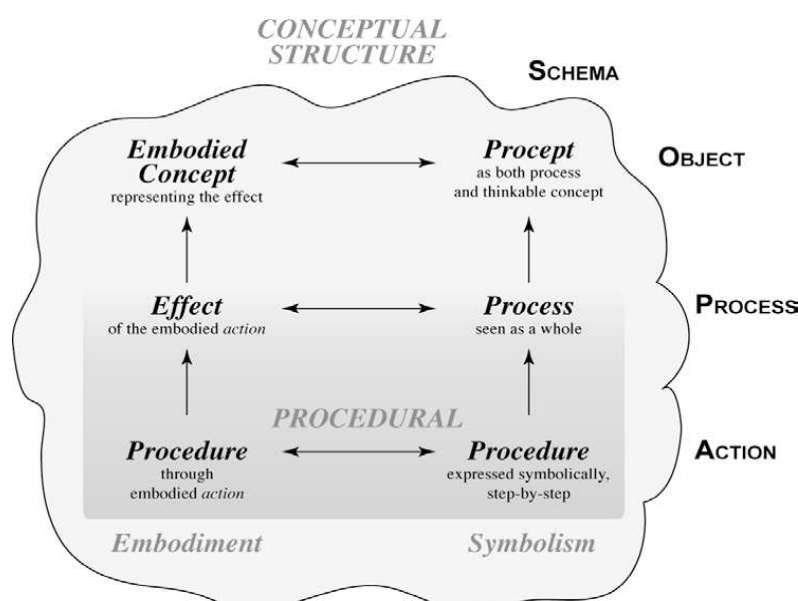 CONCEPTUAL
STRUCTURE
SCHEMA
Embodied
Concept
representing the effect
Procept
as both process
and thinkable concept
OBJECT
Effect
of the embodied action
Process
seen as a whole
PROCESS
PROCEDURAL
Procedure
through
embodied action
Procedure
expressed symbolically,
step-by-step
ACTION
Embodiment
Symbolism